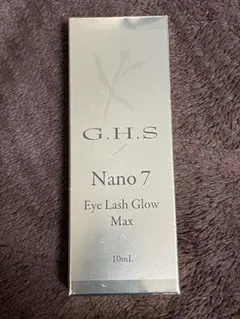 G.H.S
Nano 7
Eye Lash Glow
Max
10mL